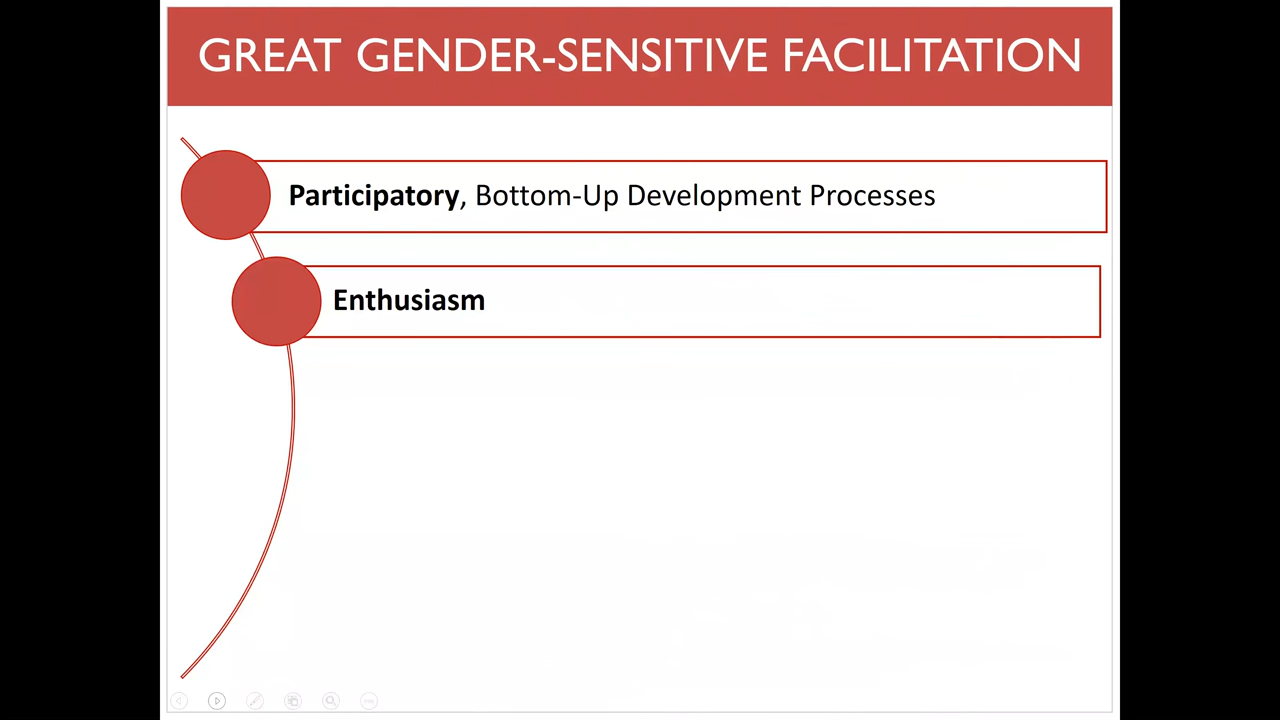 GREAT GENDER-SENSITIVE FACILITATION
Participatory, Bottom-Up Development Processes
Enthusiasm